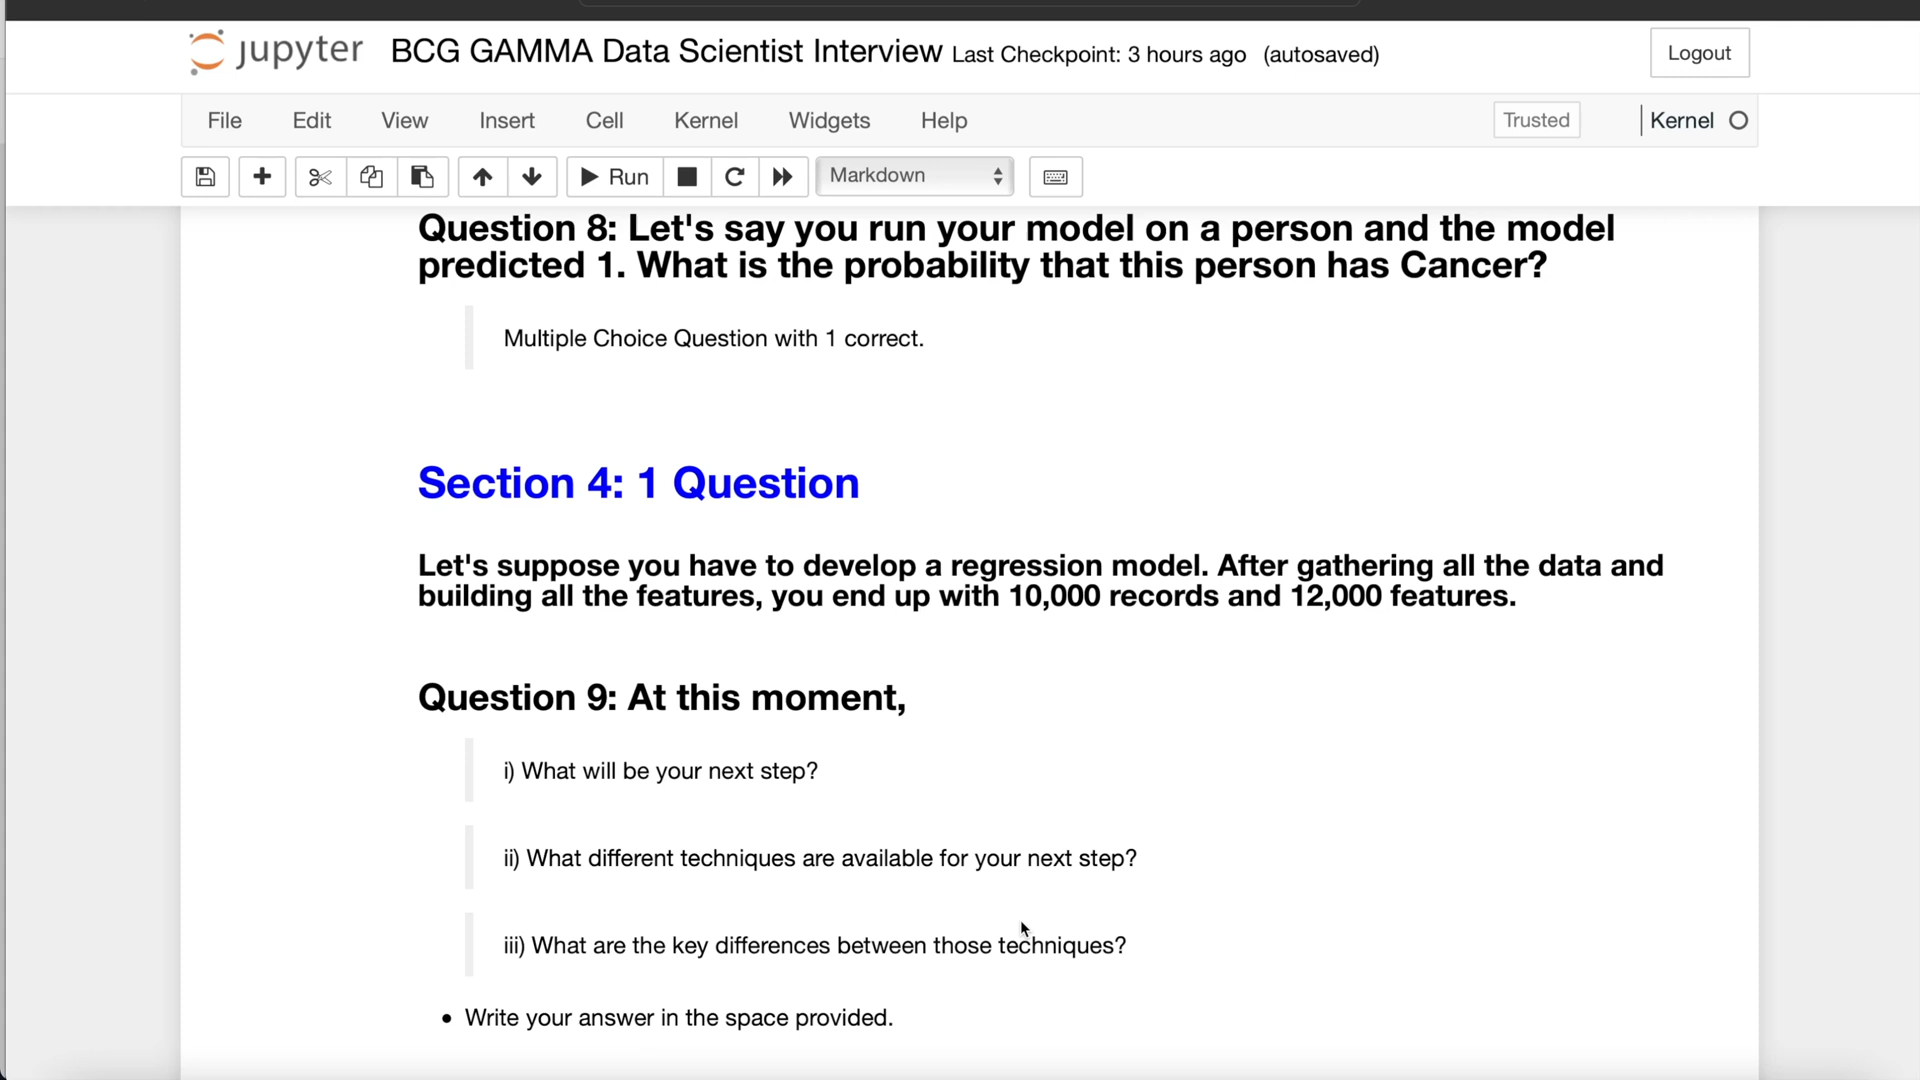 jupyter BCG GAMMA Data Scientist Interview Last Checkpoint: 3 hours ago (autosaved) Logout
File Edit View Insert Cell Kernel Widgets Help Trusted Kernel
Run Markdown
Question 8: Let's say you run your model on a person and the model
predicted 1. What is the probability that this person has Cancer?
Multiple Choice Question with 1 correct.
Section 4: 1 Question
Let's suppose you have to develop a regression model. After gathering all the data and
building all the features, you end up with 10,000 records and 12,000 features.
Question 9: At this moment,
i) What will be your next step?
ii) What different techniques are available for your next step?
iii) What are the key differences between those techniques?
• Write your answer in the space provided.